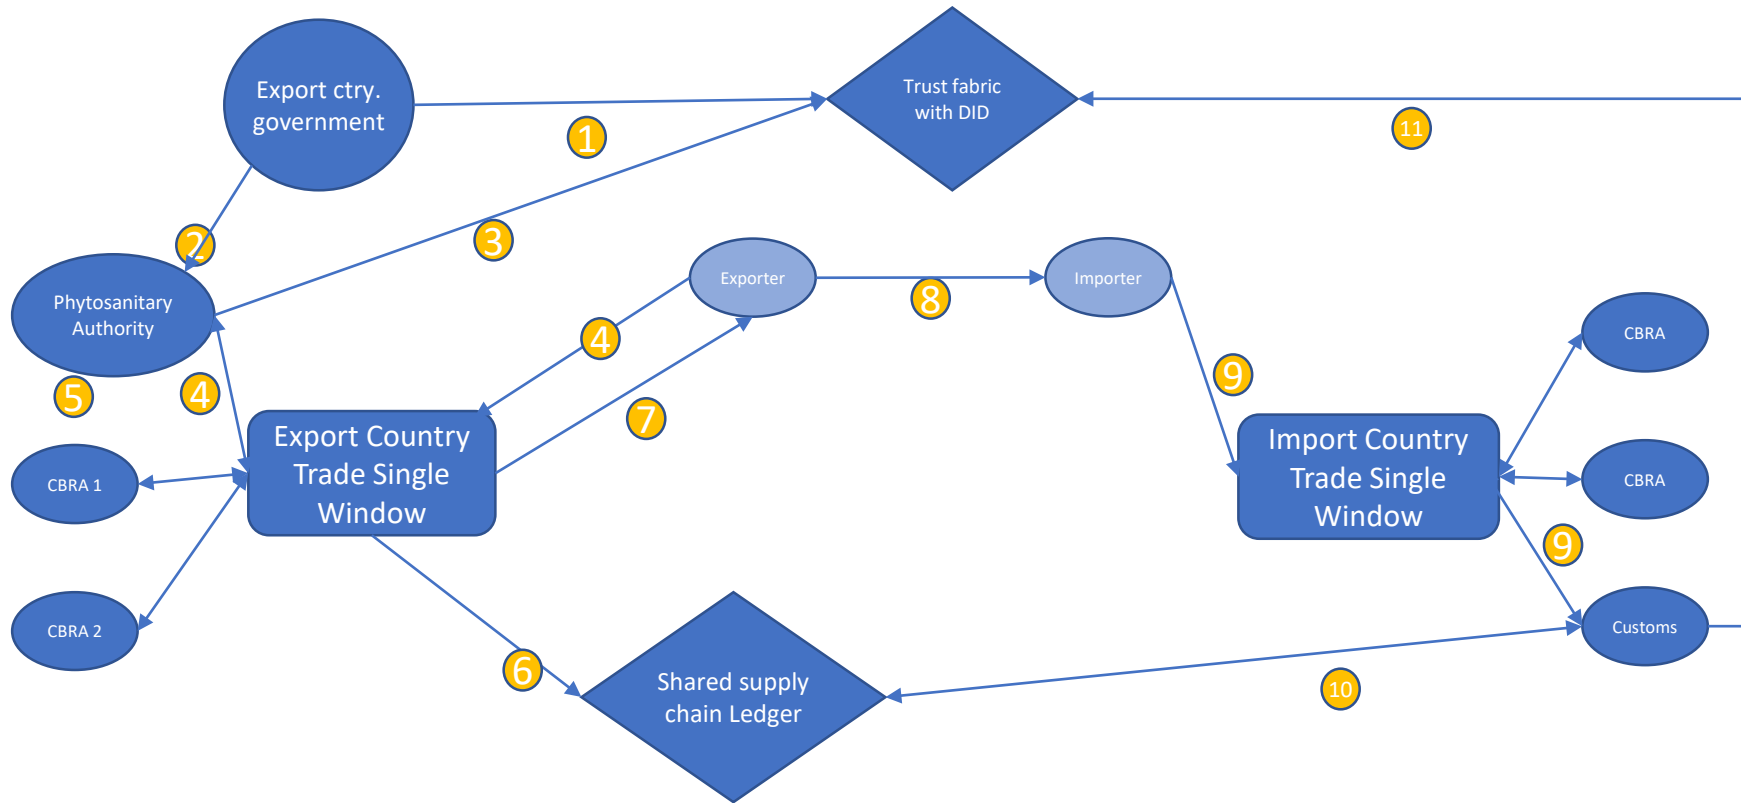 Export ctry.
government
Trust fabric
with DID
1
11
2
3
Phytosanitary
Authority
Exporter
Importer
8
4
5
4
7
9
CBRA
Export Country
Trade Single
Window
Import Country
Trade Single
Window
CBRA 1
CBRA
9
CBRA 2
Customs
6
Shared supply
chain Ledger
10